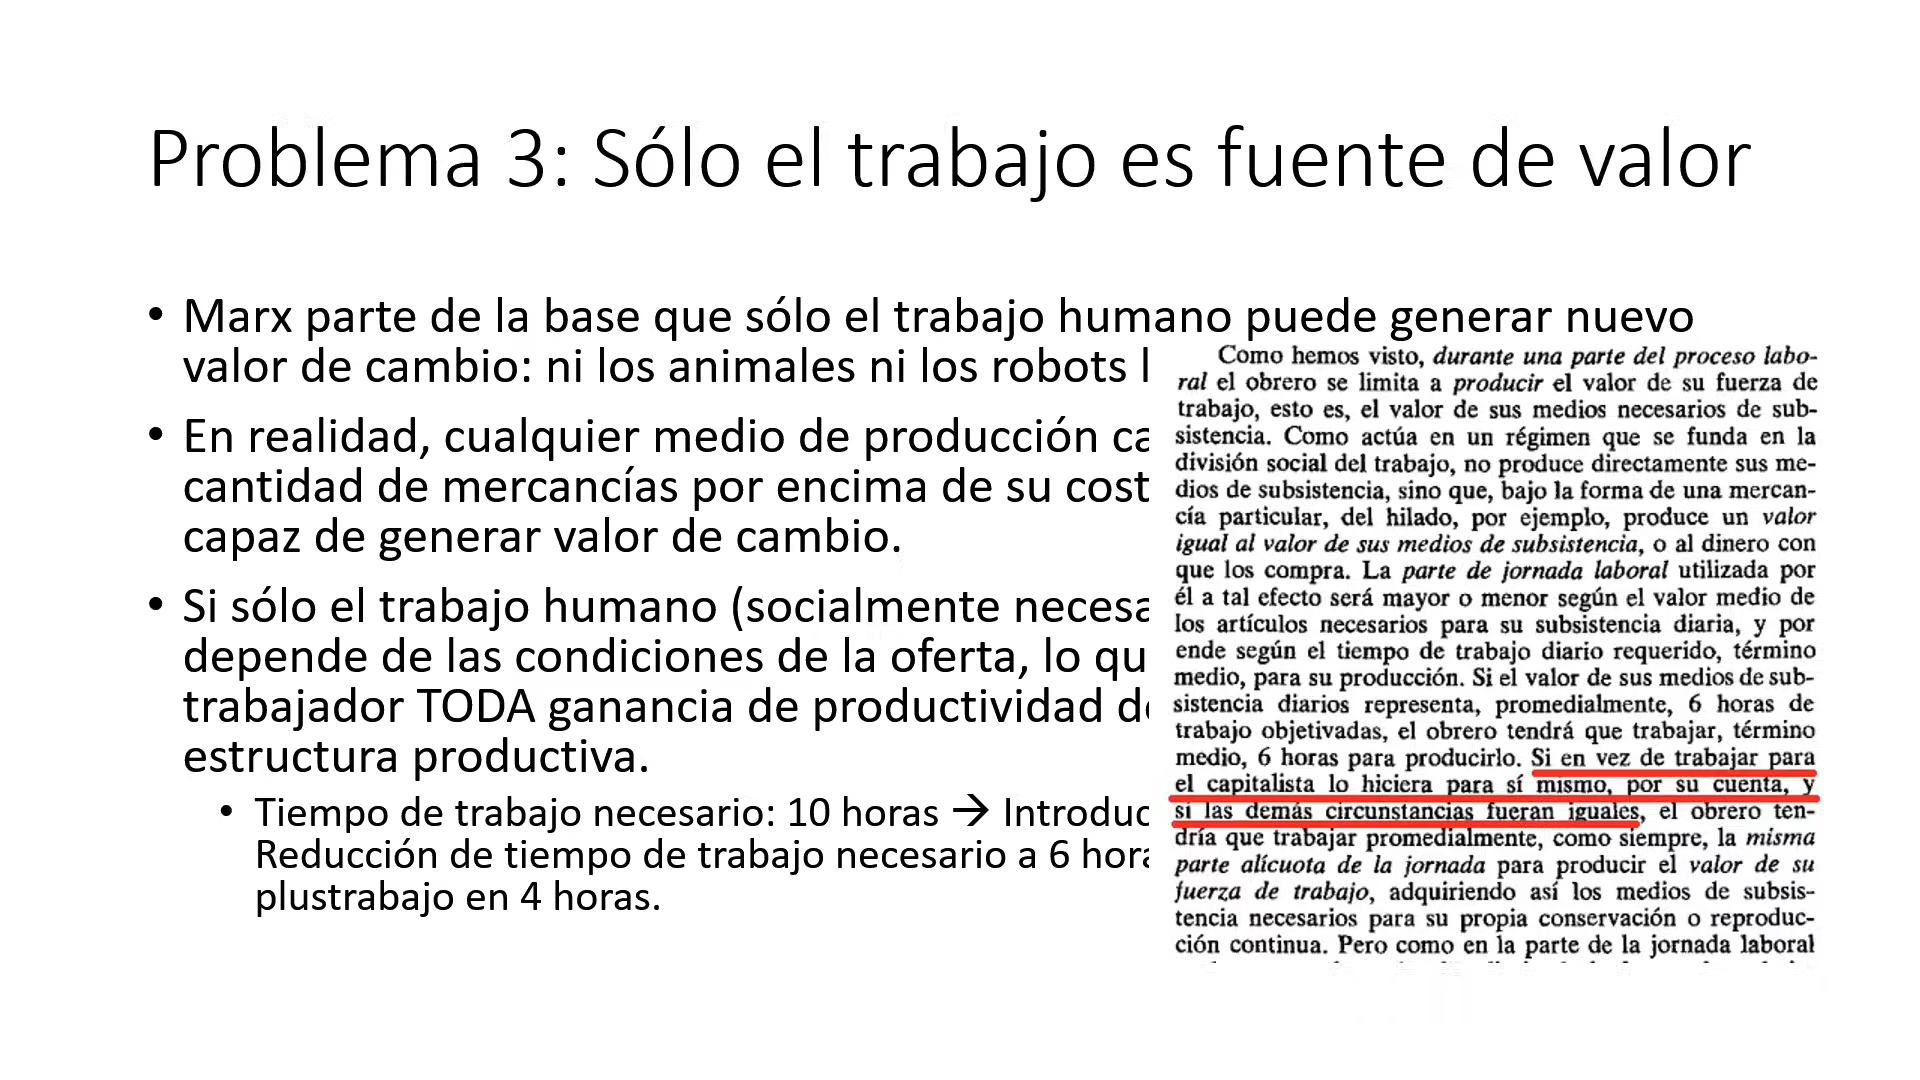 Problema 3: Sólo el trabajo es fuente de valor
• Marx parte de la base que sólo el trabajo humano puede generar nuevo
valor de cambio: ni los animales ni los robots
• En realidad, cualquier medio de producción
cantidad de mercancías por encima de su
capaz de generar valor de cambio.
• Si sólo el trabajo humano (socialmente
depende de las condiciones de la oferta, lo
trabajador TODA ganancia de productividad
estructura productiva.
• Tiempo de trabajo necesario: 10 horas →
Reducción de tiempo de trabajo necesario a 6
plustrabajo en 4 horas.
Como hemos visto, durante una parte del proceso labo-
ral el obrero se limita a producir el valor de su fuerza de
trabajo, esto es, el valor de sus medios necesarios de sub-
sistencia. Como actúa en un régimen que se funda en la
división social del trabajo, no produce directamente sus me-
dios de subsistencia, sino que, bajo la forma de una mercan-
cía particular, del hilado, por ejemplo, produce un valor
igual al valor de sus medios de subsistencia, o al dinero con
que los compra. La parte de jornada laboral utilizada por
él a tal efecto será mayor o menor según el valor medio de
los artículos necesarios para su subsistencia diaria, y por
ende según el tiempo de trabajo diario requerido, término
medio, para su producción. Si el valor de sus medios de sub-
sistencia diarios representa, promedialmente, 6 horas de
trabajo objetivadas, el obrero tendrá que trabajar, término
medio, 6 horas para producirlo. Si en vez de trabajar para
el capitalista lo hiciera para sí mismo, por su cuenta, y
si las demás circunstancias fueran iguales, el obrero ten-
dría que trabajar promedialmente, como siempre, la misma
parte alícuota de la jornada para producir el valor de su
fuerza de trabajo, adquiriendo así los medios de subsis-
tencia necesarios para su propia conservación o reproduc-
ción continua. Pero como en la parte de la jornada laboral